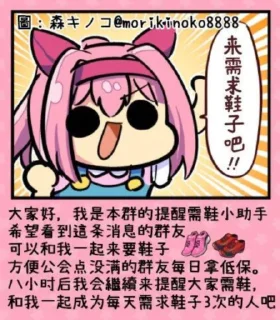 圖：森キノコ@morikinoko8888
来需求鞋子吧!!
大家好，我是本群的提醒需鞋小助手
希望看到這条消息的群友
可以和我一起来要鞋子
方便公会点没满的群友每日拿低保。
八小时后我会繼續来提醒大家需鞋，
和我一起成为每天需求鞋子3次的人吧